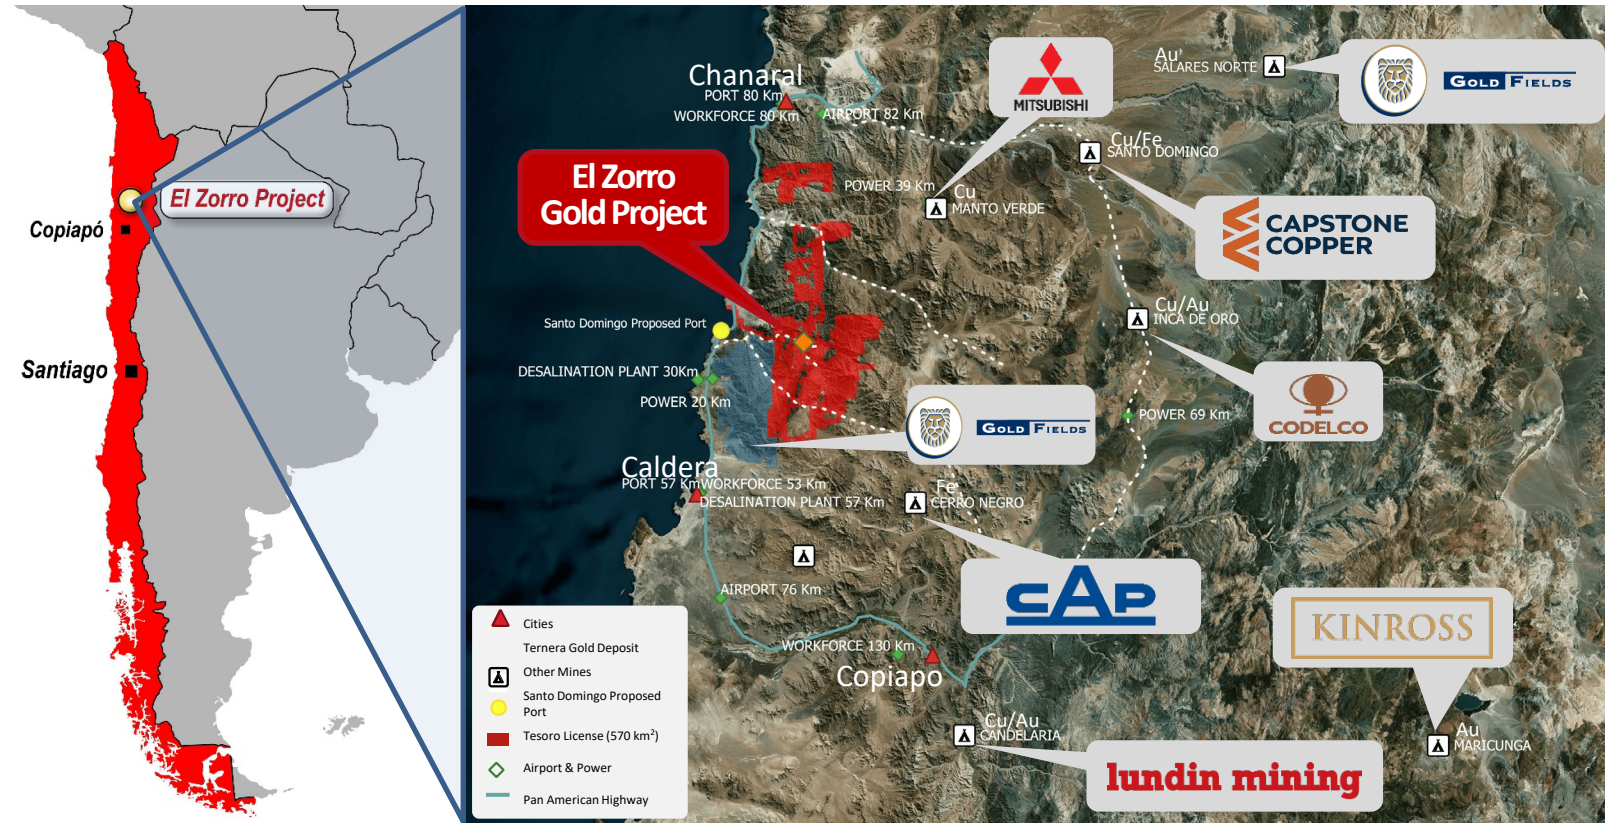 El Zorro Project
Copiapó
Santiago
Chanaral
PORT 80 Km
WORKFORCE 80 Km
AIRPORT 82 Km
MITSUBISHI
Au
SALARES NORTE
GOLD FIELDS
Cu/Fe
SANTO DOMINGO
El Zorro
Gold Project
POWER 39 Km
Cu
MANTO VERDE
CAPSTONE
COPPER
Santo Domingo Proposed Port
Cu/Au
INCA DE ORO
DESALINATION PLANT 30Km
POWER 20 Km
GOLD FIELDS
POWER 69 Km
CODELCO
Caldera
PORT 57 Km
WORKFORCE 53 Km
DESALINATION PLANT 57 Km
Fe
CERRO NEGRO
AIRPORT 76 Km
CAP
KINROSS
WORKFORCE 130 Km
Copiapo
Cu/Au
CANDELARIA
Au
MARICUNGA
lundin mining
Cities
Ternera Gold Deposit
Other Mines
Santo Domingo Proposed
Port
Tesoro License (570 km²)
Airport & Power
Pan American Highway